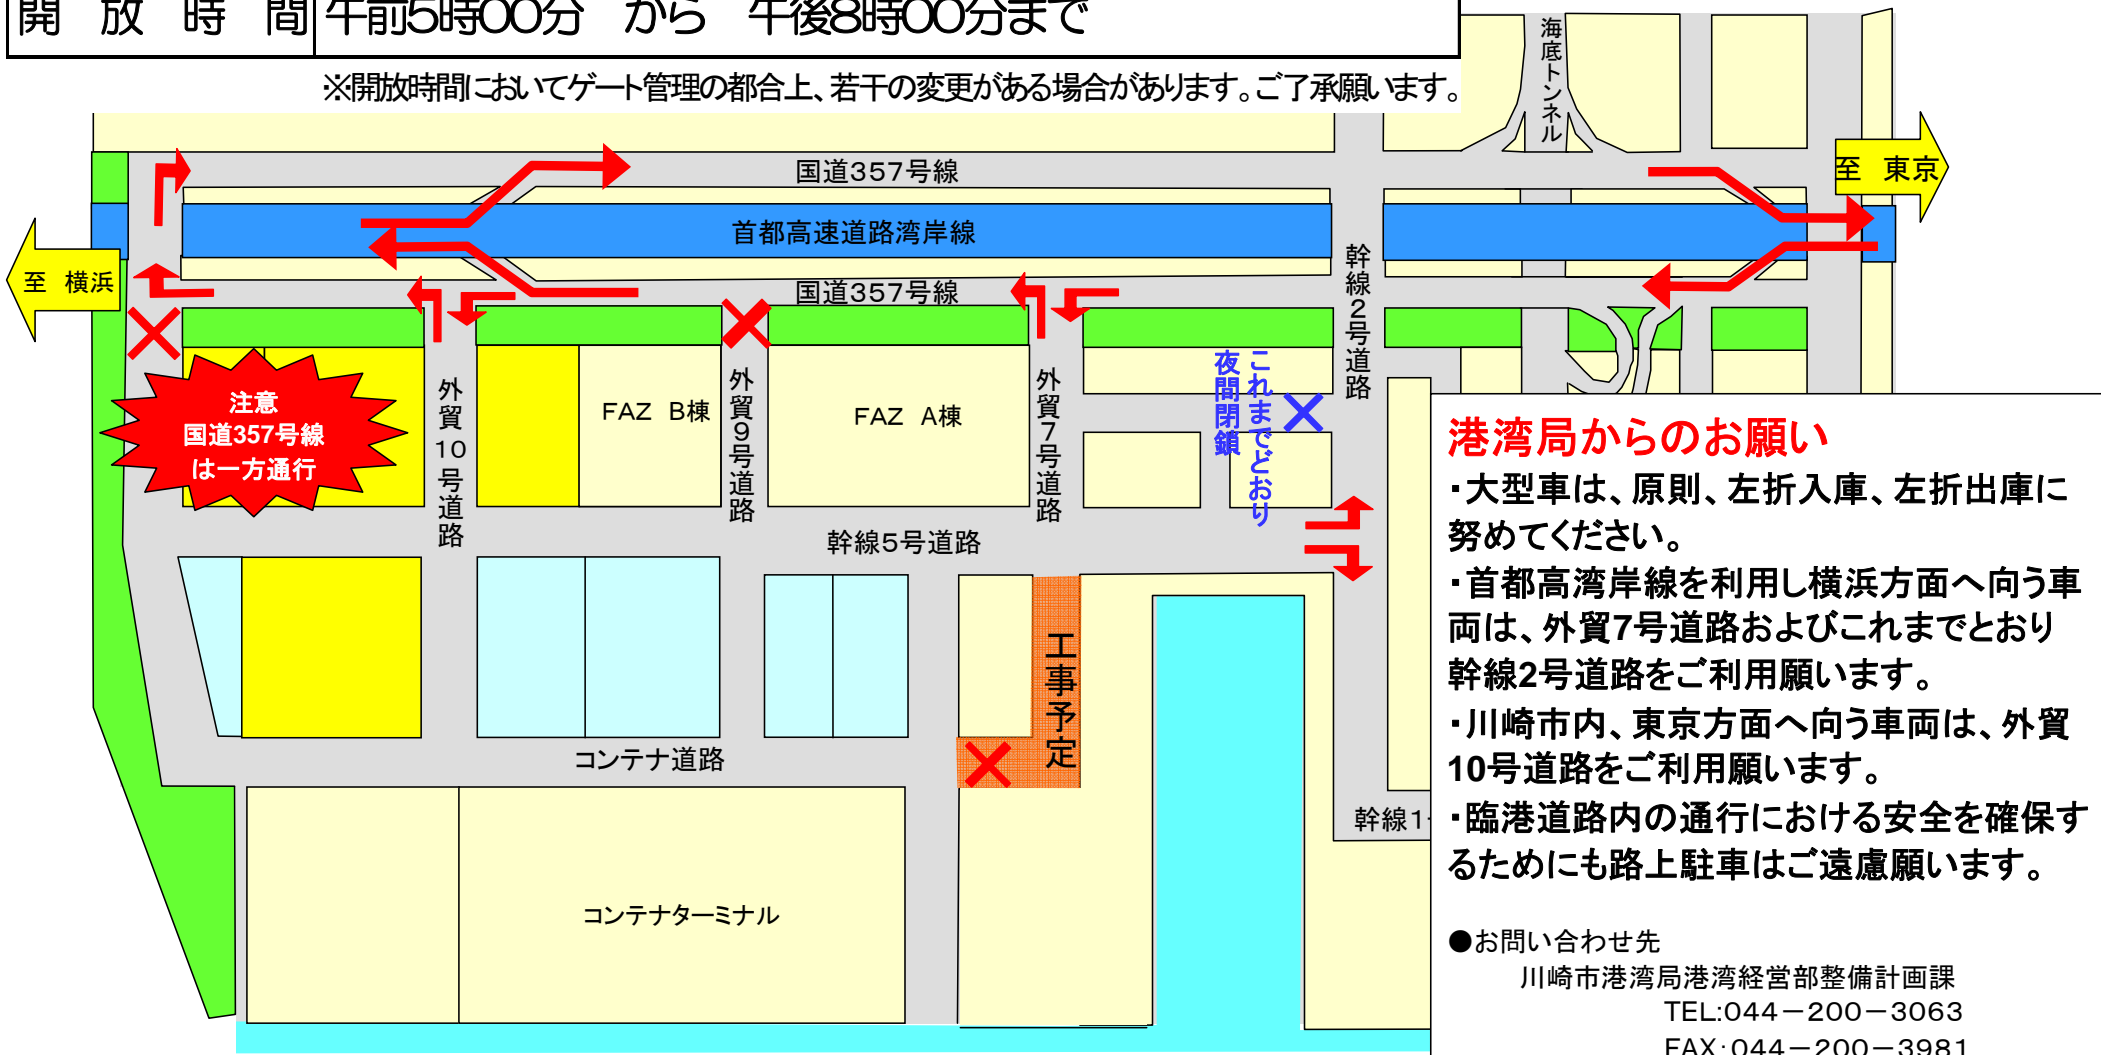 開放時間 午前5時00分 から 午後8時00分まで
※開放時間においてゲート管理の都合上、若干の変更がある場合があります。ご了承願います。
海底トンネル
国道357号線
至 東京
首都高速道路湾岸線
至 横浜
国道357号線
幹線2号道路
注意
国道357号線
は一方通行
外貿10号道路
FAZ B棟
外貿9号道路
FAZ A棟
外貿7号道路
これまでどおり
夜間閉鎖
幹線5号道路
工事予定
コンテナ道路
幹線1
コンテナターミナル
港湾局からのお願い
・大型車は、原則、左折入庫、左折出庫に
努めてください。
・首都高湾岸線を利用し横浜方面へ向う車
両は、外貿7号道路およびこれまでとおり
幹線2号道路をご利用願います。
・川崎市内、東京方面へ向う車両は、外貿
10号道路をご利用願います。
・臨港道路内の通行における安全を確保す
るためにも路上駐車はご遠慮願います。
●お問い合わせ先
川崎市港湾局港湾経営部整備計画課
TEL:044-200-3063
FAX:044-200-3981